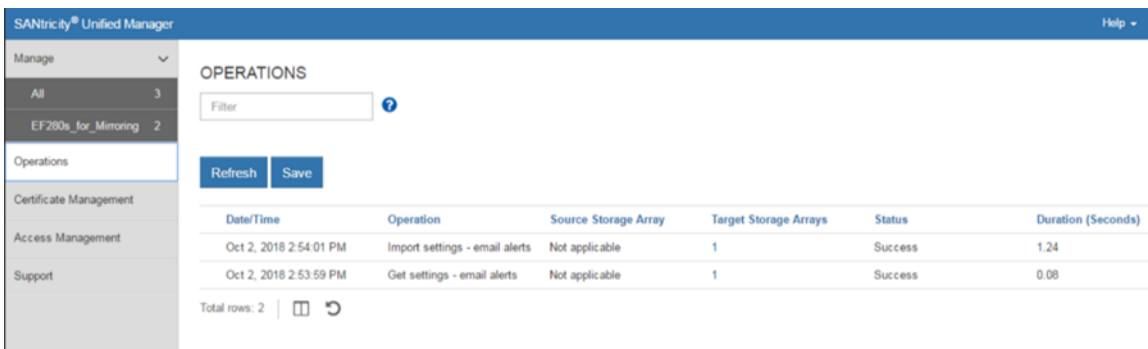 SANtricity® Unified Manager
Help
Manage
All 3
EF280s_for_Mirroring 2
Operations
Certificate Management
Access Management
Support
OPERATIONS
Filter
?
Refresh Save
Date/Time Operation Source Storage Array Target Storage Arrays Status Duration (Seconds)
Oct 2, 2018 2:54:01 PM Import settings - email alerts Not applicable 1 Success 1.24
Oct 2, 2018 2:53:59 PM Get settings - email alerts Not applicable 1 Success 0.08
Total rows: 2